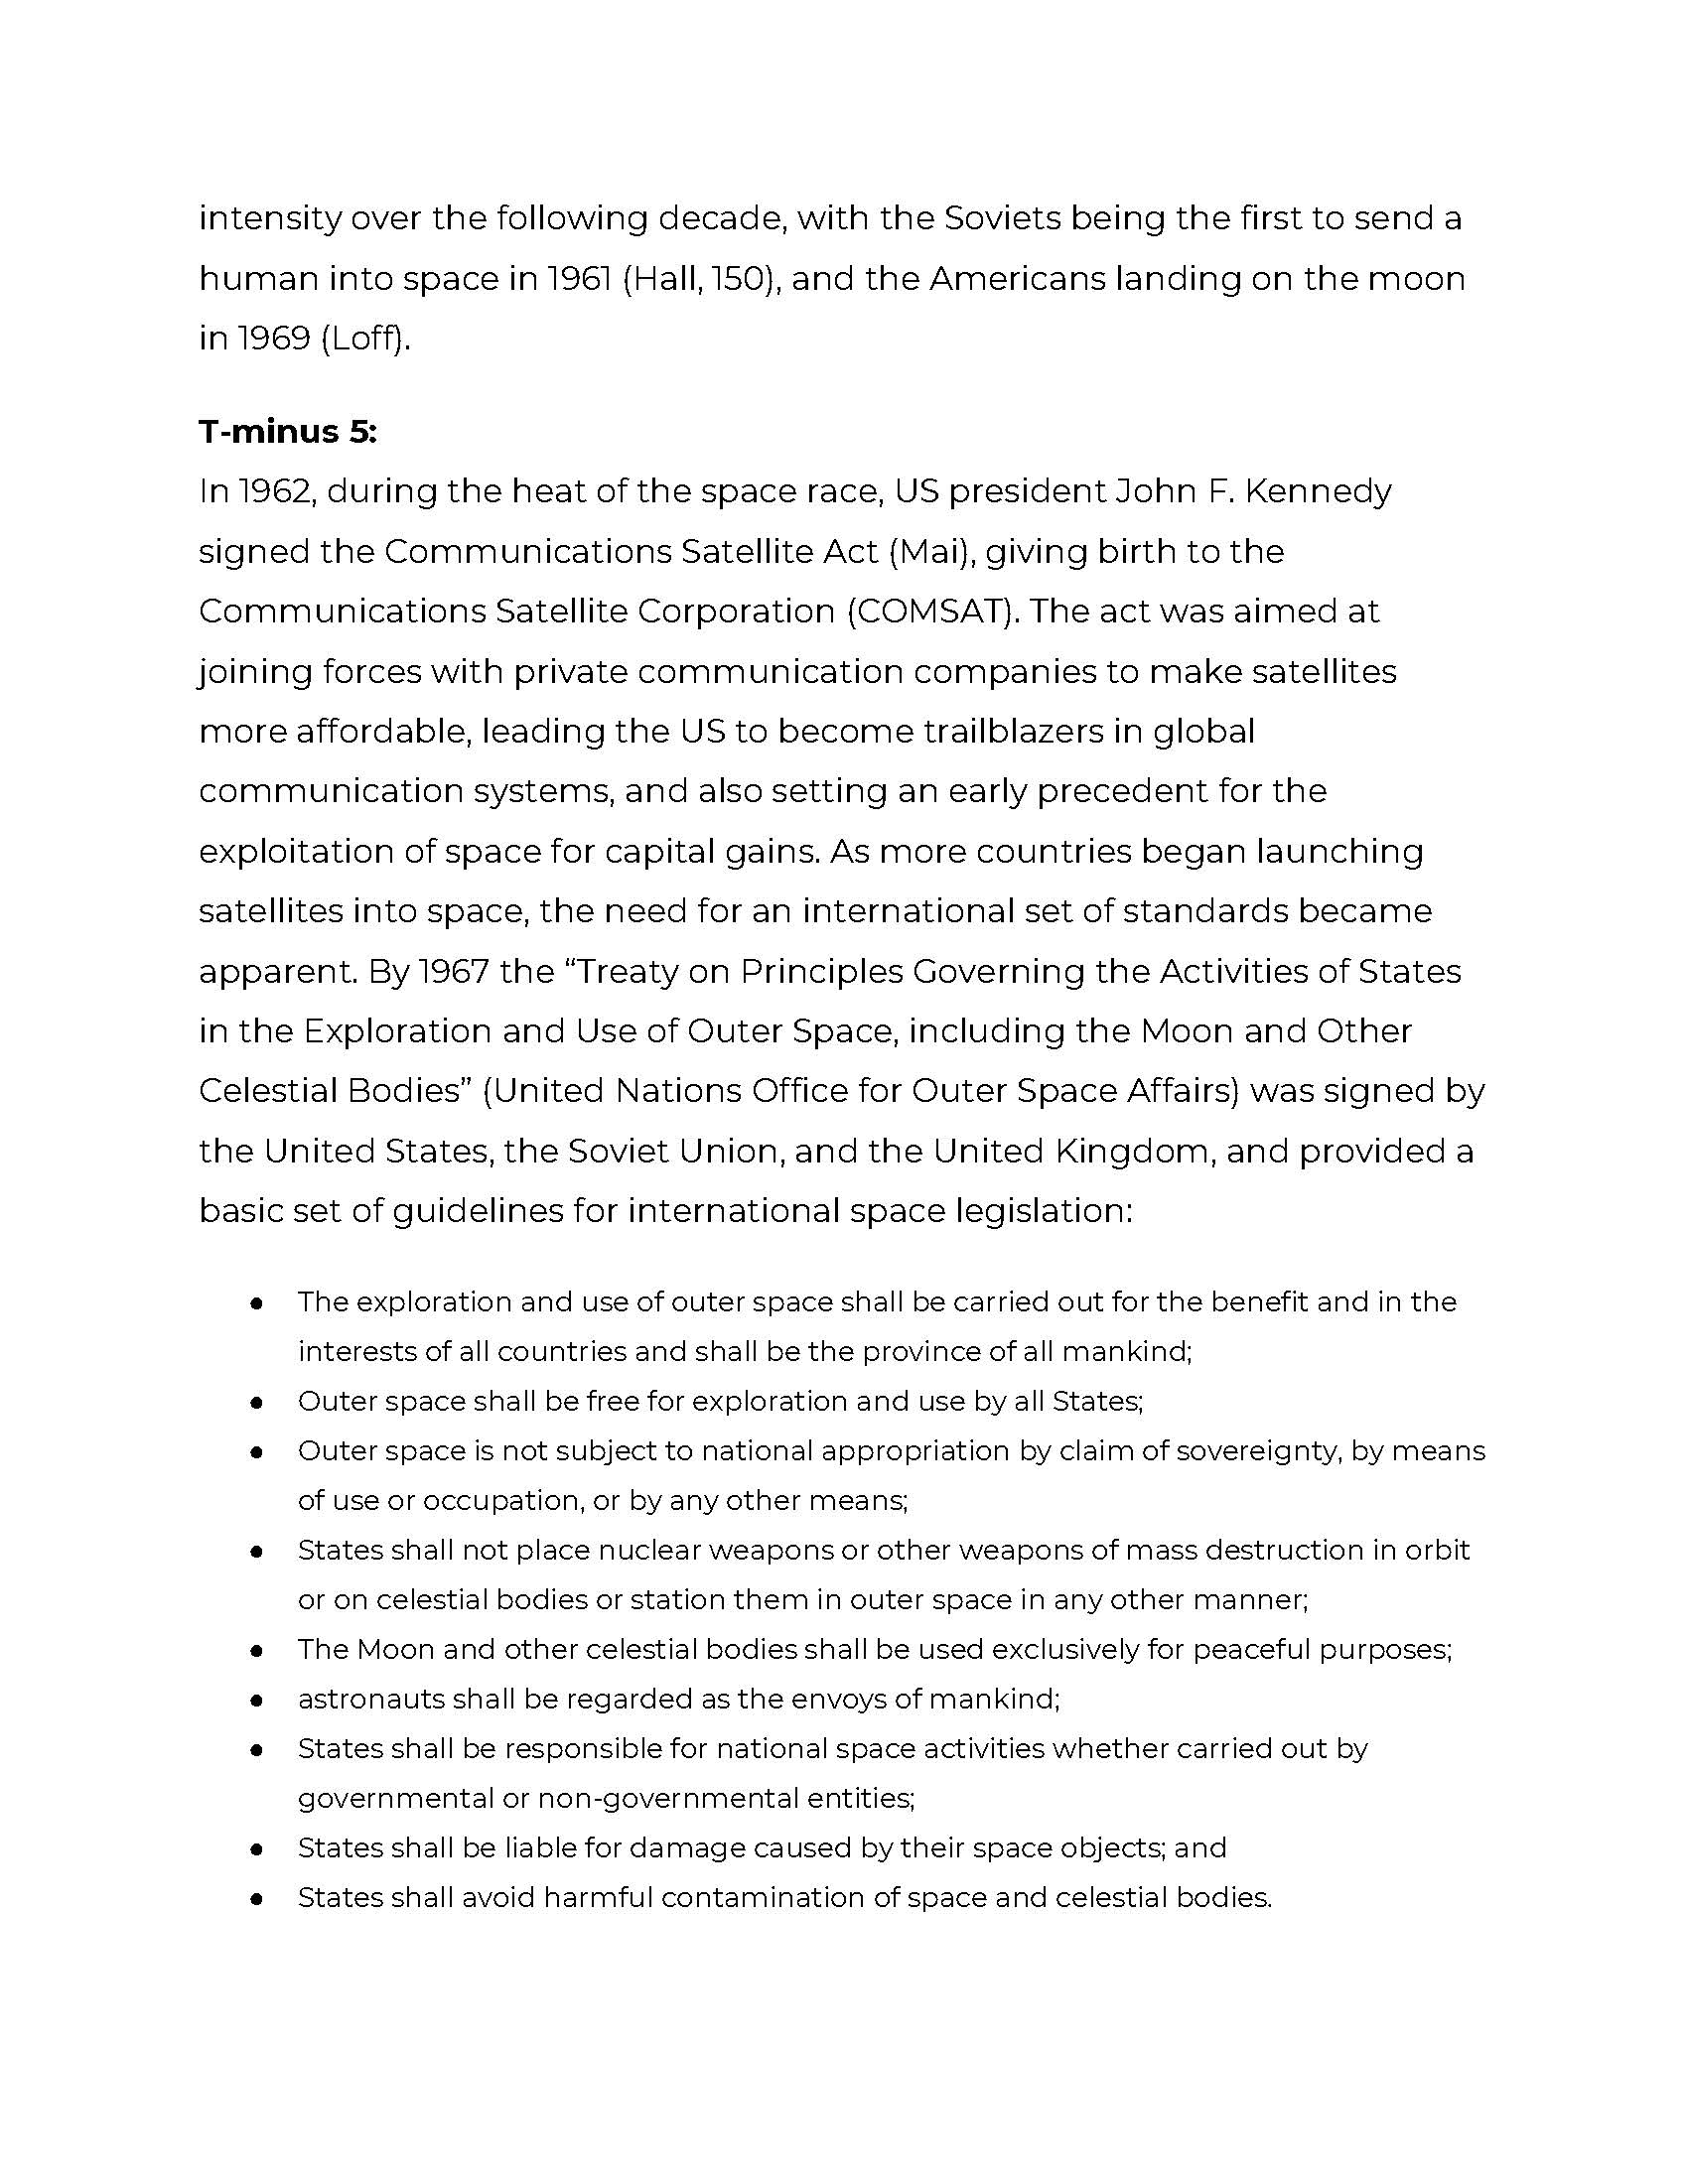 intensity over the following decade, with the Soviets being the first to send a
human into space in 1961 (Hall, 150), and the Americans landing on the moon
in 1969 (Loff).
T-minus 5:
In 1962, during the heat of the space race, US president John F. Kennedy
signed the Communications Satellite Act (Mai), giving birth to the
Communications Satellite Corporation (COMSAT). The act was aimed at
joining forces with private communication companies to make satellites
more affordable, leading the US to become trailblazers in global
communication systems, and also setting an early precedent for the
exploitation of space for capital gains. As more countries began launching
satellites into space, the need for an international set of standards became
apparent. By 1967 the “Treaty on Principles Governing the Activities of States
in the Exploration and Use of Outer Space, including the Moon and Other
Celestial Bodies” (United Nations Office for Outer Space Affairs) was signed by
the United States, the Soviet Union, and the United Kingdom, and provided a
basic set of guidelines for international space legislation:
● The exploration and use of outer space shall be carried out for the benefit and in the
interests of all countries and shall be the province of all mankind;
● Outer space shall be free for exploration and use by all States;
● Outer space is not subject to national appropriation by claim of sovereignty, by means
of use or occupation, or by any other means;
● States shall not place nuclear weapons or other weapons of mass destruction in orbit
or on celestial bodies or station them in outer space in any other manner;
● The Moon and other celestial bodies shall be used exclusively for peaceful purposes;
● astronauts shall be regarded as the envoys of mankind;
● States shall be responsible for national space activities whether carried out by
governmental or non-governmental entities;
● States shall be liable for damage caused by their space objects; and
● States shall avoid harmful contamination of space and celestial bodies.